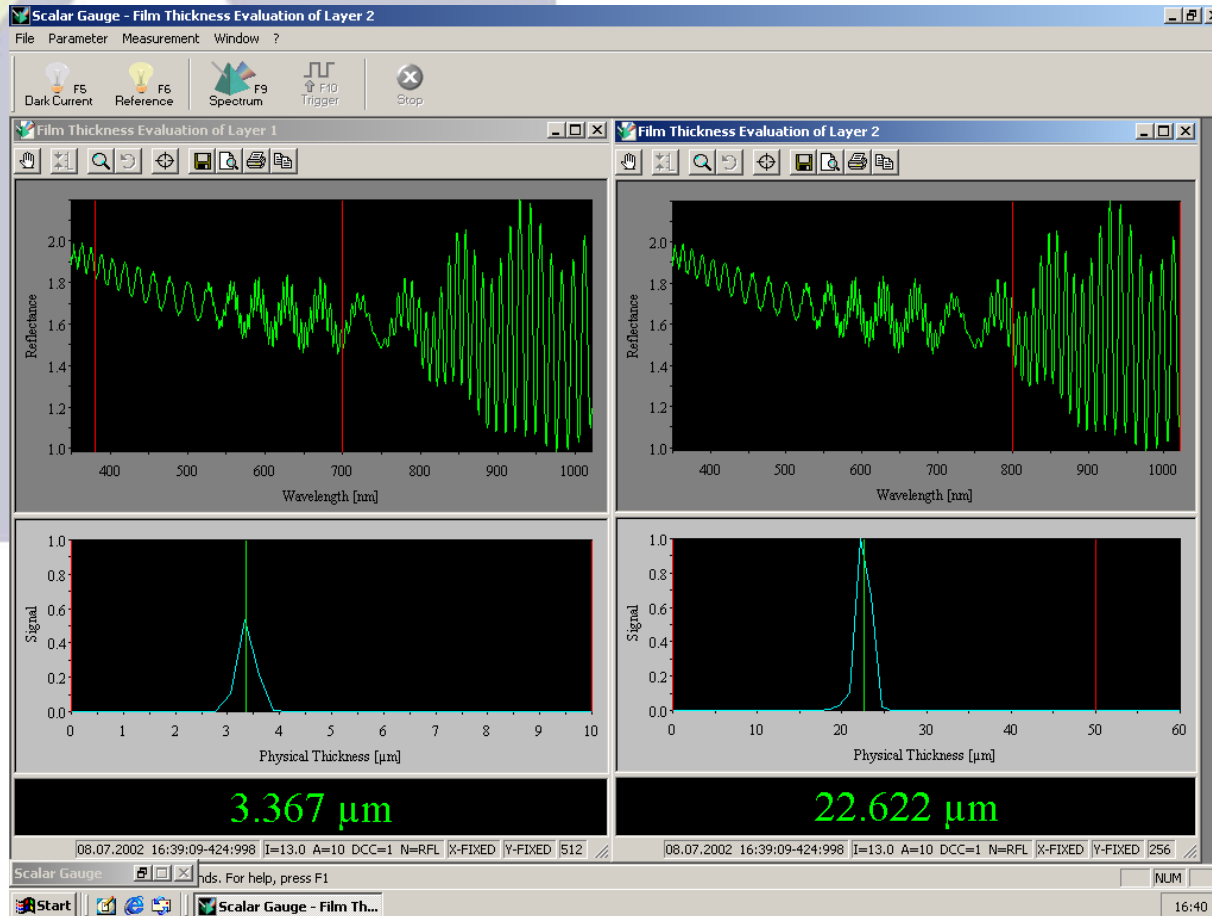 Scalar Gauge - Film Thickness Evaluation of Layer 2
File Parameter Measurement Window ?
F5 F6 F9 F10
Dark Current Reference Spectrum Trigger Stop
Film Thickness Evaluation of Layer 1
2.0
1.8
1.6
1.4
1.2
1.0
Reflectance
400 500 600 700 800 900 1000
Wavelength [nm]
1.0
0.8
0.6
0.4
0.2
0.0
Signal
0 1 2 3 4 5 6 7 8 9 10
Physical Thickness [µm]
3.367 µm
08.07.2002 16:39:09-424:998 I=13.0 A=10 DCC=1 N=RFL X-FIXED Y-FIXED 512
Film Thickness Evaluation of Layer 2
2.0
1.8
1.6
1.4
1.2
1.0
Reflectance
400 500 600 700 800 900 1000
Wavelength [nm]
1.0
0.8
0.6
0.4
0.2
0.0
Signal
0 10 20 30 40 50 60
Physical Thickness [µm]
22.622 µm
08.07.2002 16:39:09-424:998 I=13.0 A=10 DCC=1 N=RFL X-FIXED Y-FIXED 256
Scalar Gauge
nds. For help, press F1 NUM
Start Scalar Gauge - Film Th... 16:40